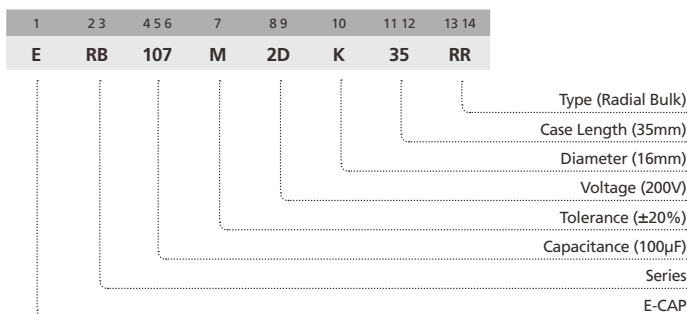 1 2 3 4 5 6 7 8 9 10 11 12 13 14
E RB 107 M 2D K 35 RR
Type (Radial Bulk)
Case Length (35mm)
Diameter (16mm)
Voltage (200V)
Tolerance (±20%)
Capacitance (100µF)
Series
E-CAP